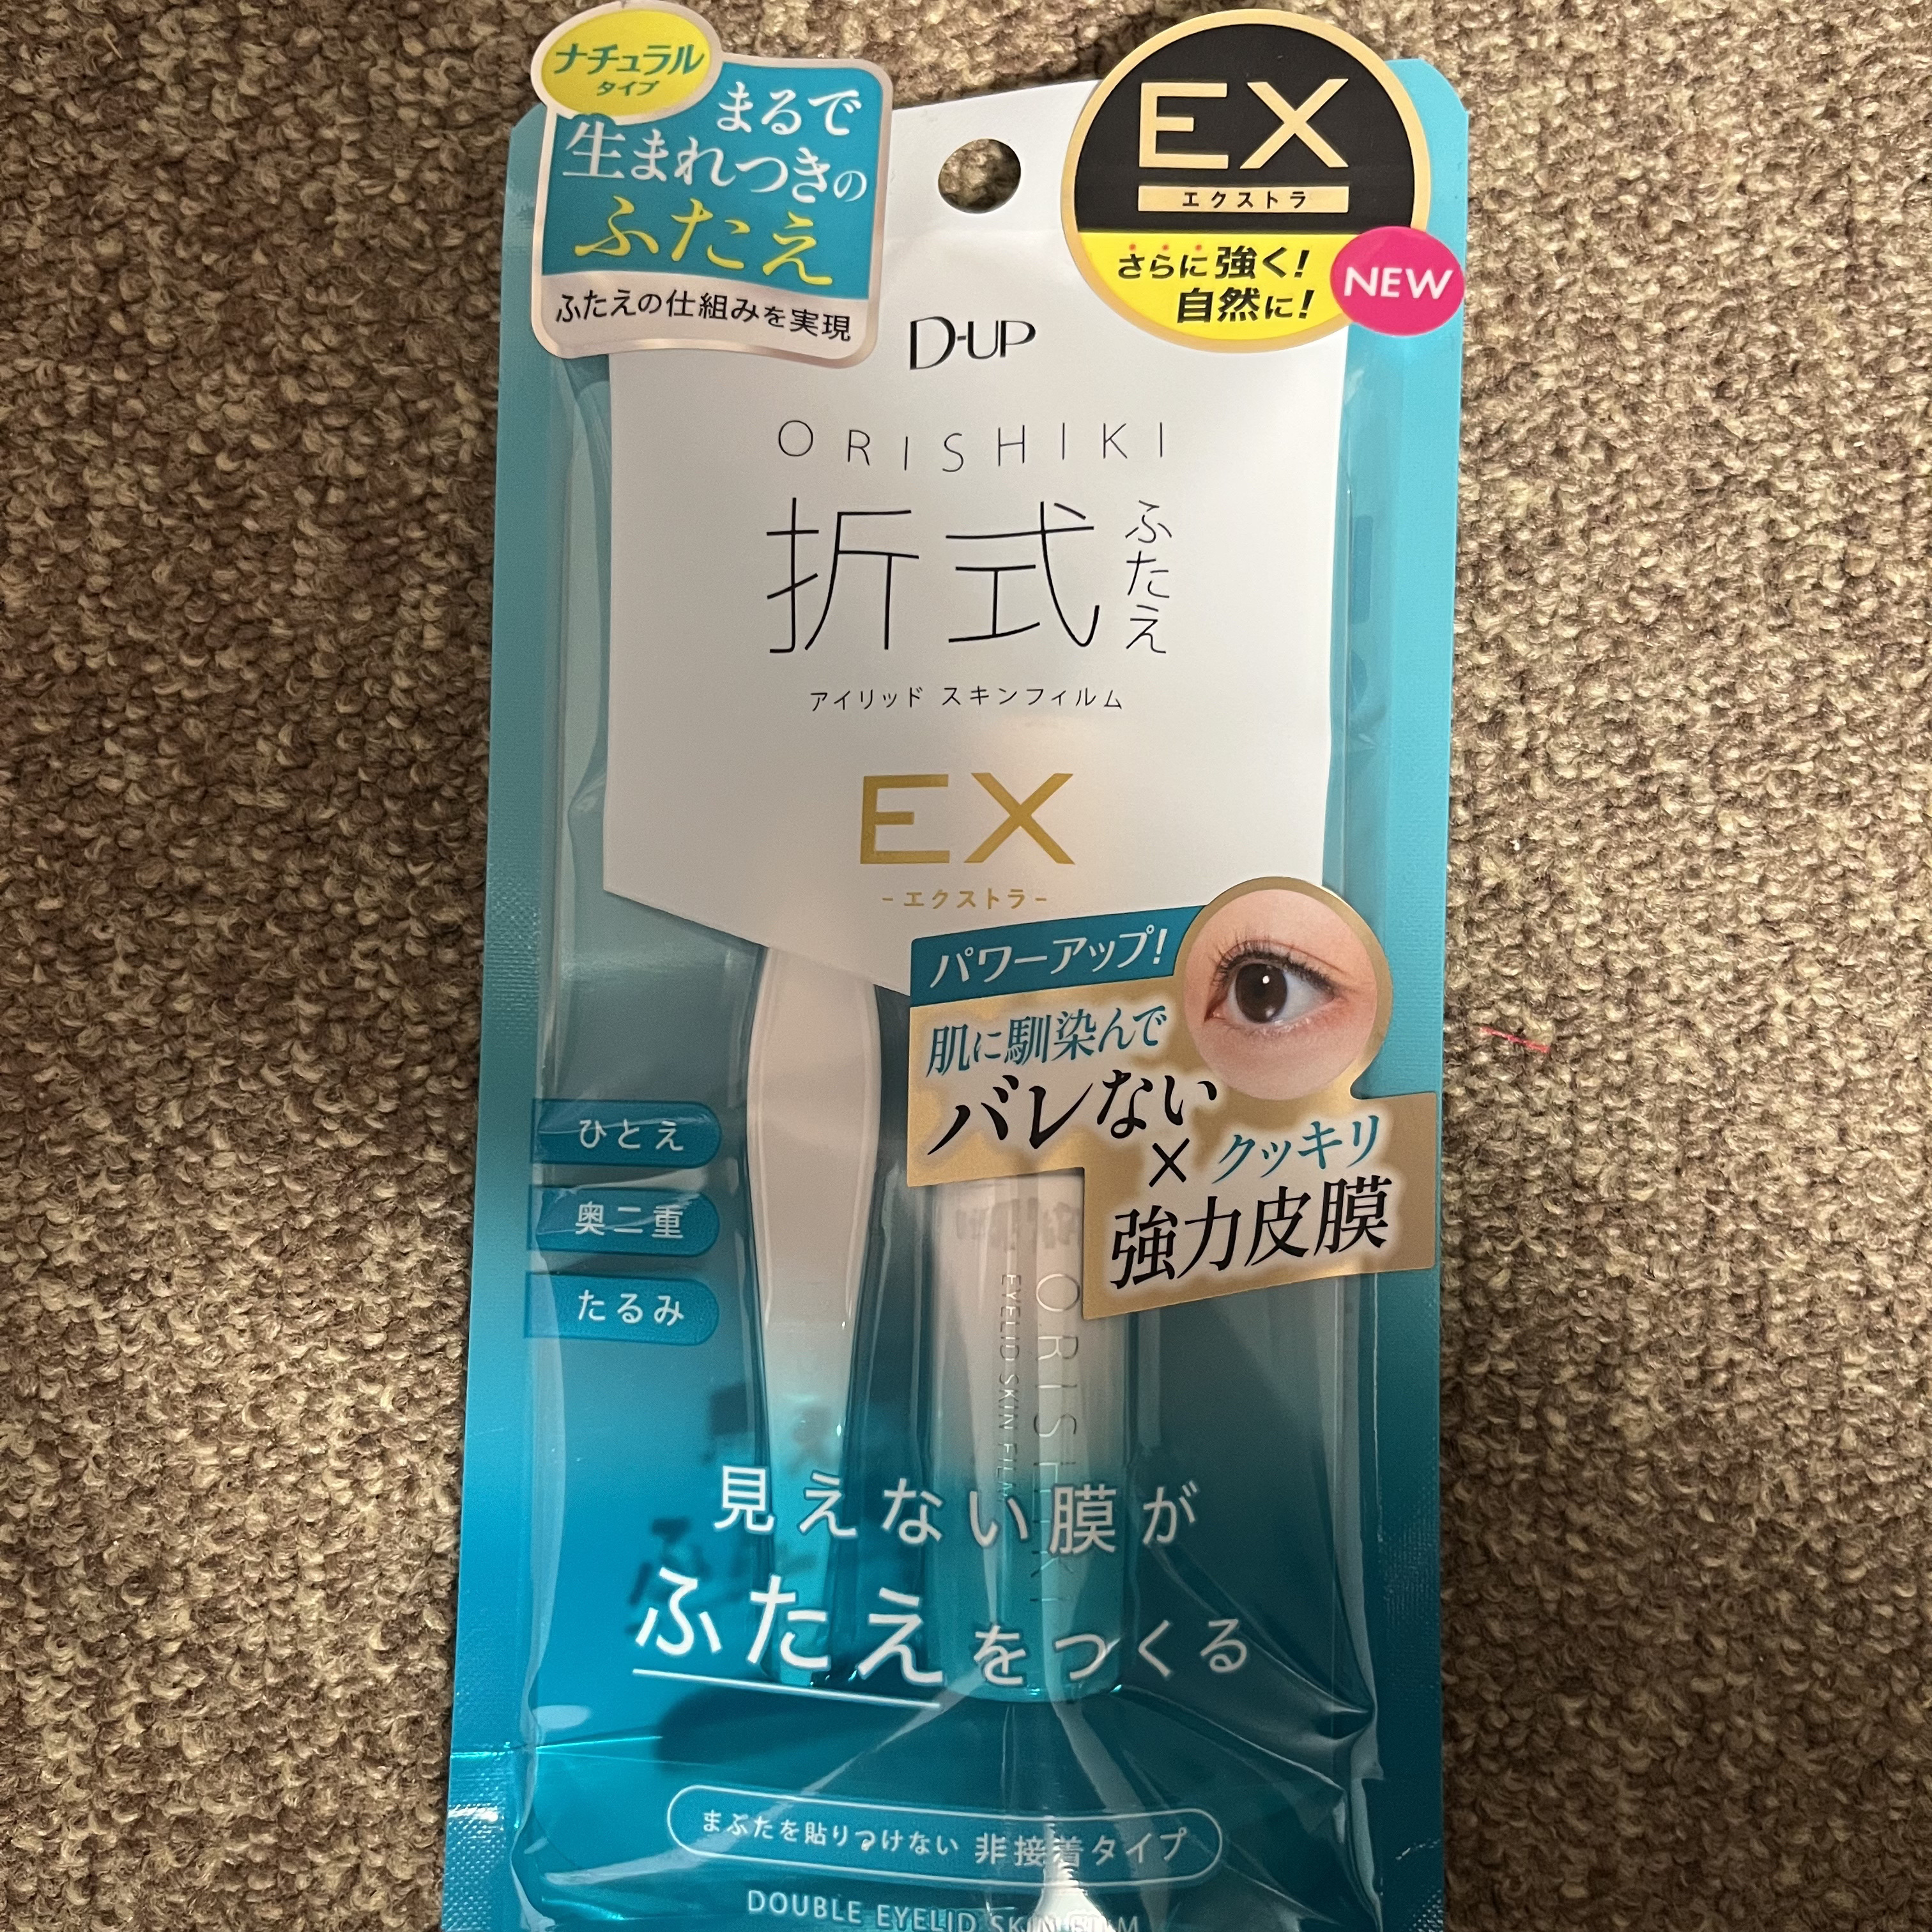 ナチュラル
タイプ
まるで
生まれつきの
ふたえ
ふたえの仕組みを実現
EX
エクストラ
さらに強く!
自然に!
NEW
D-UP
ORISHIKI
折式
ふたえ
アイリッド スキンフィルム
EX
-エクストラ-
パワーアップ!
肌に馴染んで
バレない
×クッキリ
強力皮膜
ひとえ
奥二重
たるみ
ORISHIKI
EYELID SKIN FILM
見えない膜が
ふたえをつくる
まぶたを貼りつけない 非接着タイプ
DOUBLE EYELID SKIN FILM